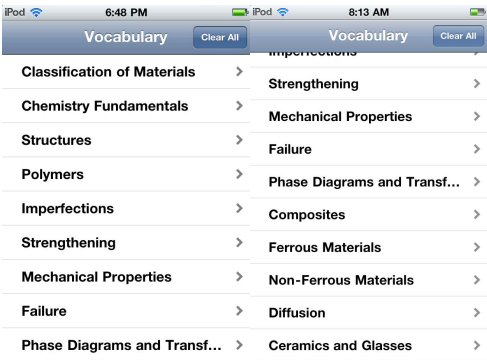 iPod 6:48 PM
Vocabulary Clear All
Classification of Materials
Chemistry Fundamentals
Structures
Polymers
Imperfections
Strengthening
Mechanical Properties
Failure
Phase Diagrams and Transf...
iPod 8:13 AM
Vocabulary Clear All
Imperfections
Strengthening
Mechanical Properties
Failure
Phase Diagrams and Transf...
Composites
Ferrous Materials
Non-Ferrous Materials
Diffusion
Ceramics and Glasses